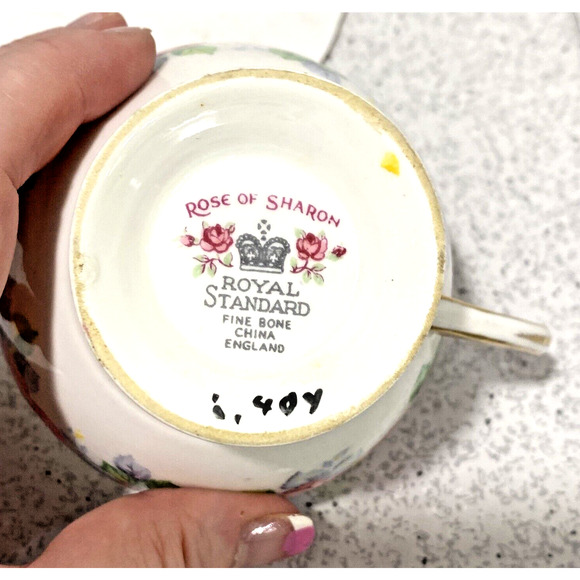 ROSE OF SHARON
ROYAL
STANDARD
FINE BONE
CHINA
ENGLAND